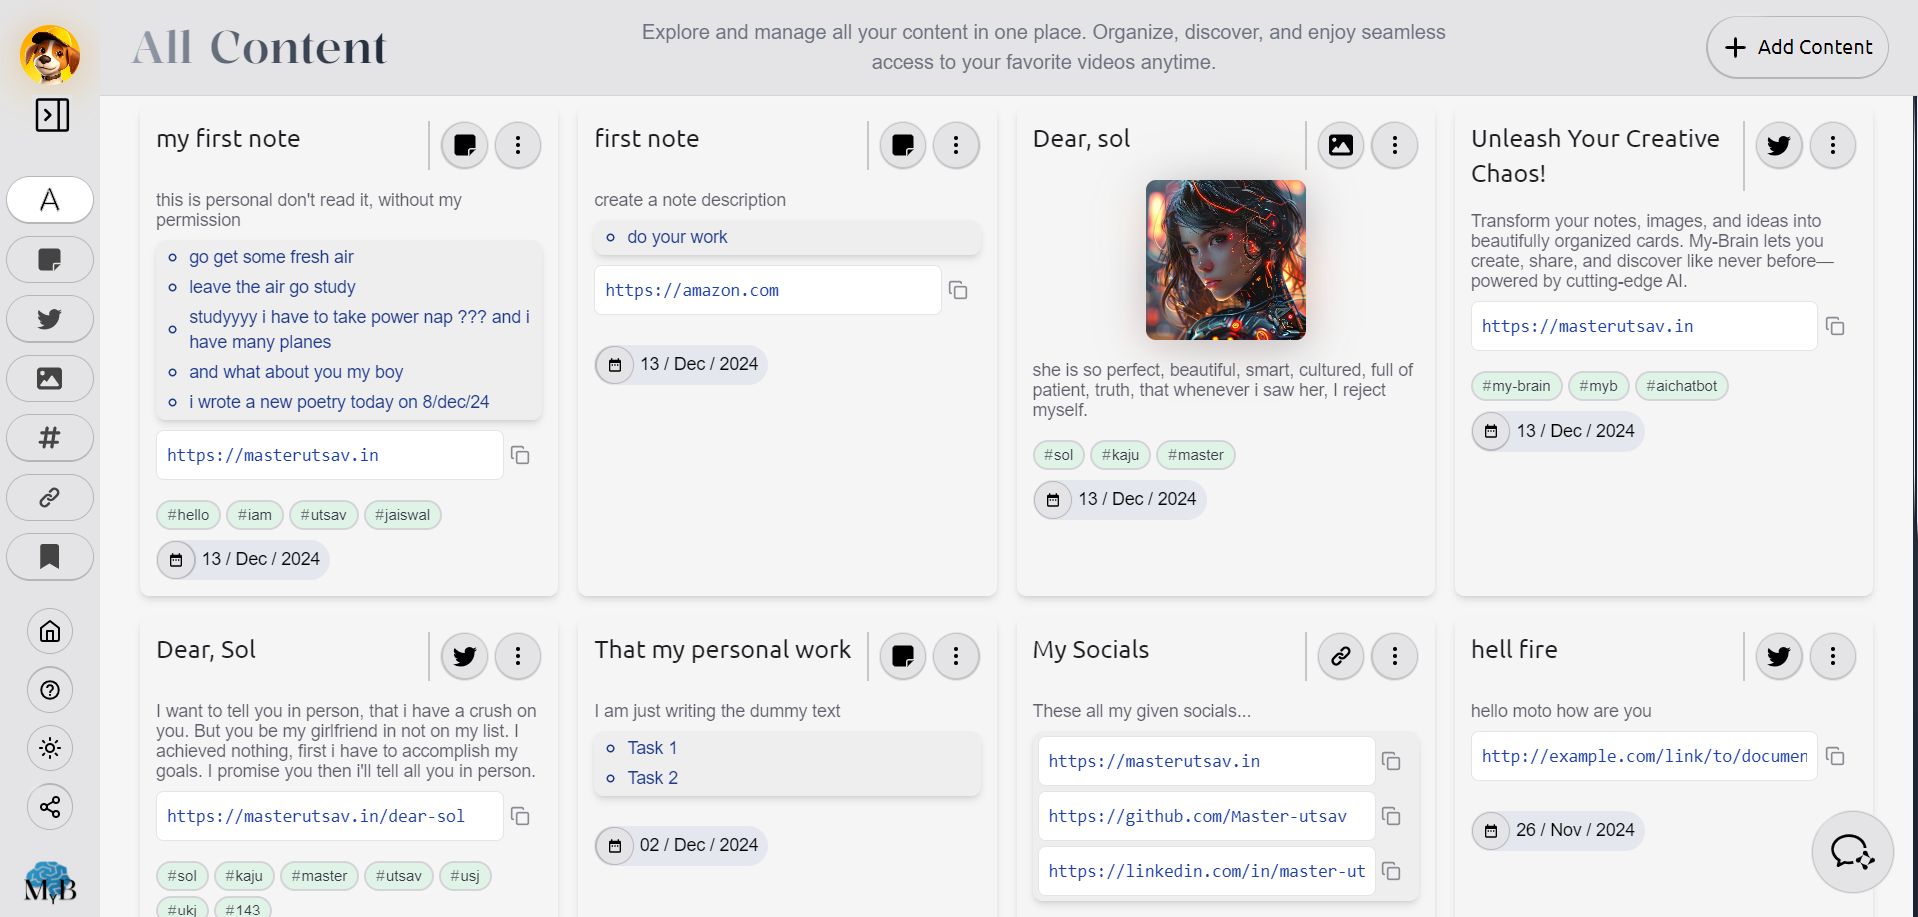 All Content
Explore and manage all your content in one place. Organize, discover, and enjoy seamless
access to your favorite videos anytime.
Add Content
my first note
this is personal don't read it, without my
permission
go get some fresh air
leave the air go study
studyyyy i have to take power nap ??? and i
have many planes
and what about you my boy
i wrote a new poetry today on 8/dec/24
https://masterutsav.in
#hello #iam #utsav #jaiswal
13 / Dec / 2024
first note
create a note description
do your work
https://amazon.com
13 / Dec / 2024
Dear, sol
she is so perfect, beautiful, smart, cultured, full of
patient, truth, that whenever i saw her, I reject
myself.
#sol #kaju #master
13 / Dec / 2024
Unleash Your Creative
Chaos!
Transform your notes, images, and ideas into
beautifully organized cards. My-Brain lets you
create, share, and discover like never before—
powered by cutting-edge AI.
https://masterutsav.in
#my-brain #myb #aichatbot
13 / Dec / 2024
Dear, Sol
I want to tell you in person, that i have a crush on
you. But you be my girlfriend in not on my list. I
achieved nothing, first i have to accomplish my
goals. I promise you then i'll tell all you in person.
https://masterutsav.in/dear-sol
#sol #kaju #master #utsav #usj
#ukj #143
That my personal work
I am just writing the dummy text
Task 1
Task 2
02 / Dec / 2024
My Socials
These all my given socials...
https://masterutsav.in
https://github.com/Master-utsav
https://linkedin.com/in/master-ut
hell fire
hello moto how are you
http://example.com/link/to/documen
26 / Nov / 2024
MyB